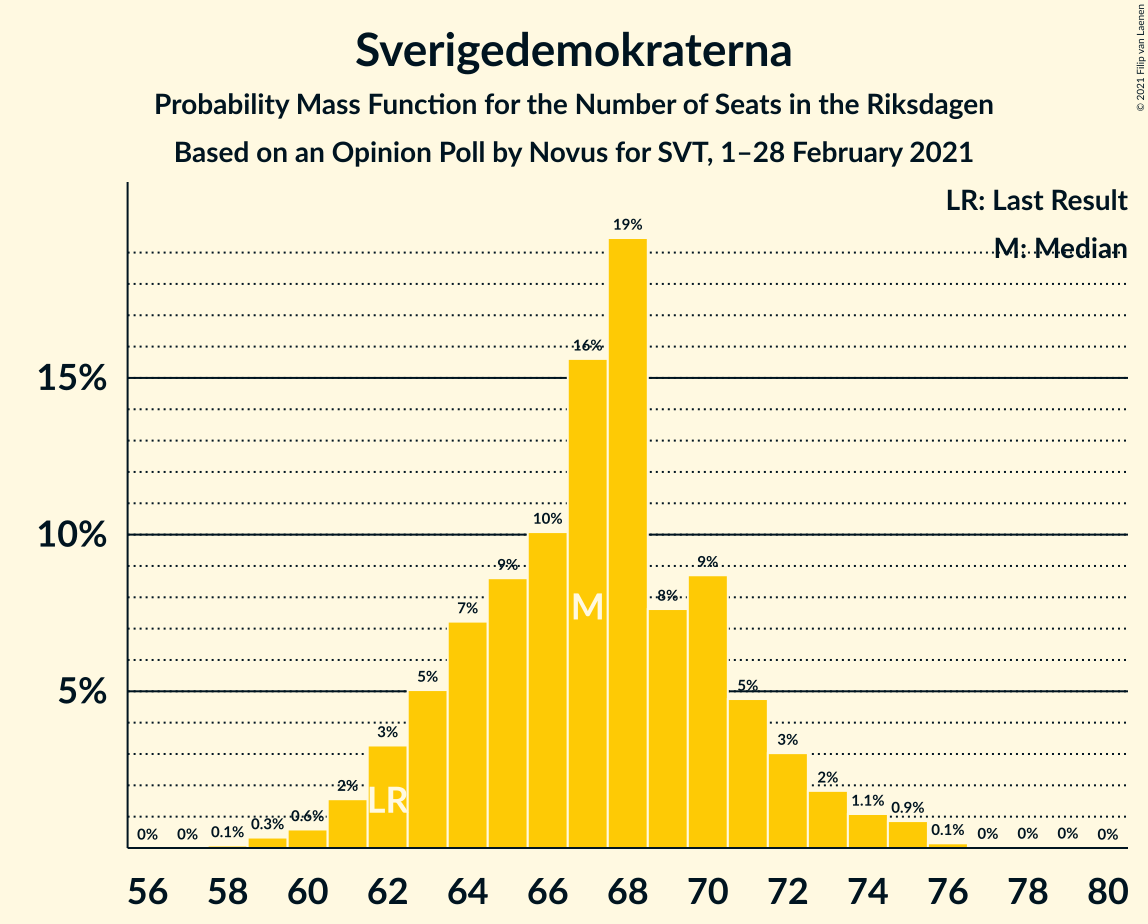 Sverigedemokraterna
Probability Mass Function for the Number of Seats in the Riksdagen
Based on an Opinion Poll by Novus for SVT, 1–28 February 2021
© 2021 Filip van Laenen
LR: Last Result
M: Median
15%
10%
5%
0% 0% 0.1% 0.3% 0.6% 2% 3% 5% 7% 9% 10% 16% 19% 8% 9% 5% 3% 2% 1.1% 0.9% 0.1% 0% 0% 0% 0%
LR
M
56 58 60 62 64 66 68 70 72 74 76 78 80